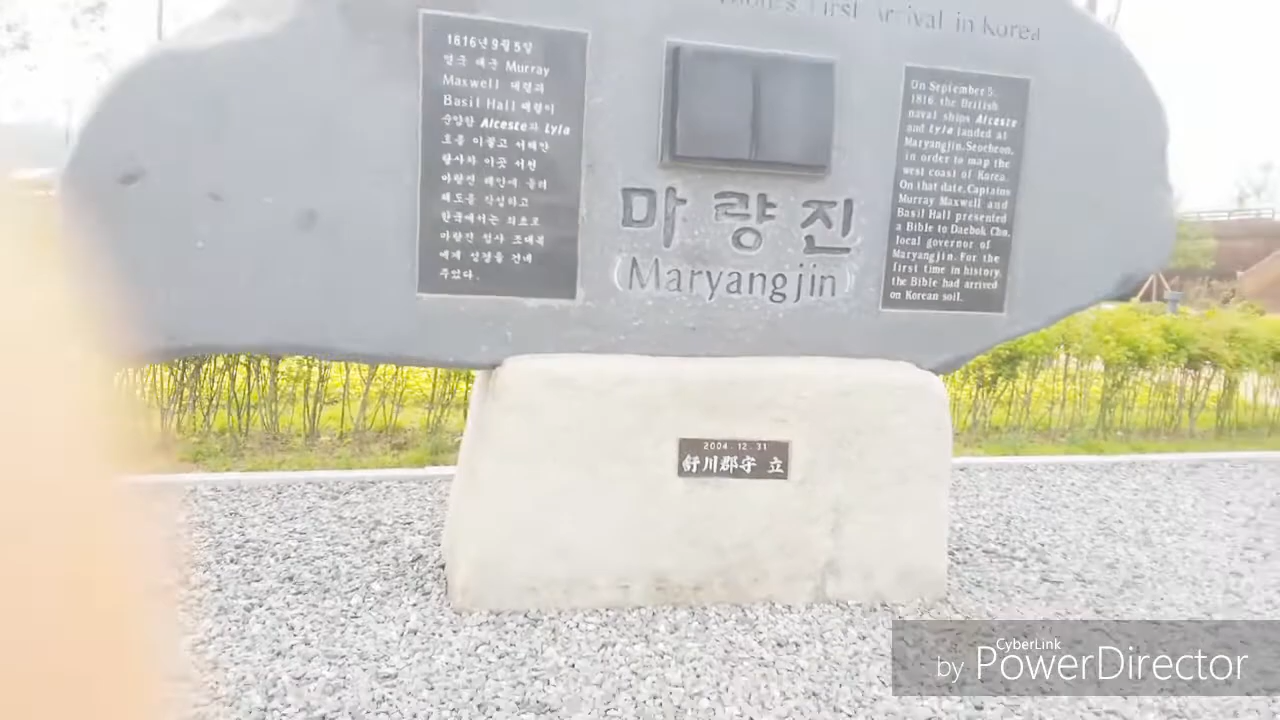 First Arrival in Korea
1816년 9월 5일
영국 해군 Murray
Maxwell 대령과
Basil Hall 대령이
순양함 Alceste와 Lyla
호를 이끌고 서해안
탐사차 이곳 서천
마량진 해안에 들러
해도를 작성하고
한국에서는 최초로
마량진 첨사 조대복
에게 성경을 건네
주었다.
마량진
(Maryangjin)
On September 5,
1816, the British
naval ships Alceste
and Lyla landed at
Maryangjin, Seocheon,
in order to map the
west coast of Korea.
On that date, Captains
Murray Maxwell and
Basil Hall presented
a Bible to Daebok Cho,
local governor of
Maryangjin. For the
first time in history,
the Bible had arrived
on Korean soil.
2004. 12. 31
舒川郡守 立
CyberLink
by PowerDirector